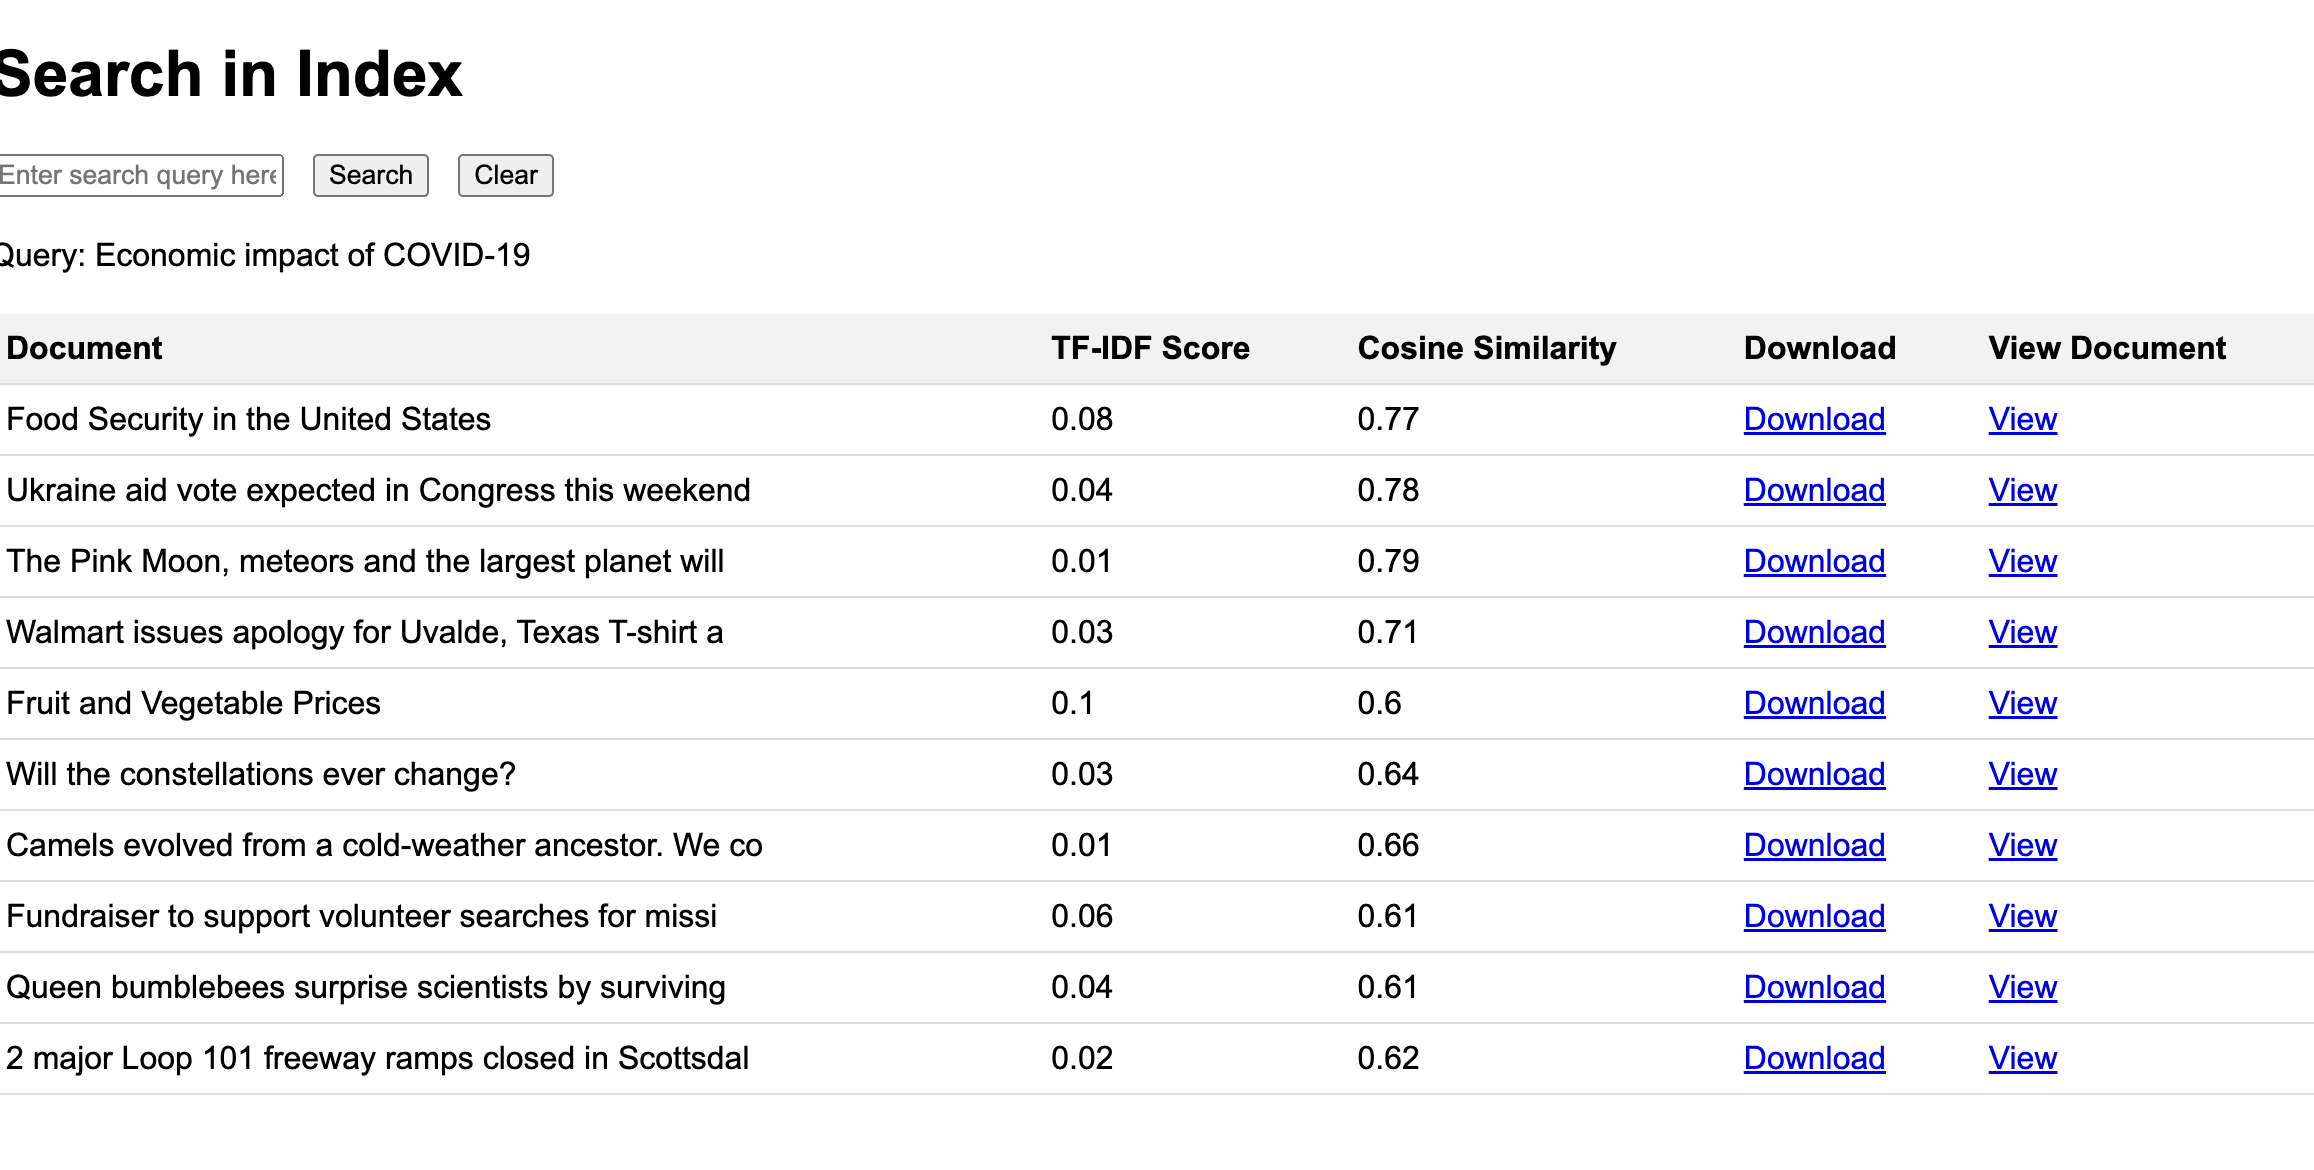 Search in Index
Enter search query here Search Clear
Query: Economic impact of COVID-19
Document TF-IDF Score Cosine Similarity Download View Document
Food Security in the United States 0.08 0.77 Download View
Ukraine aid vote expected in Congress this weekend 0.04 0.78 Download View
The Pink Moon, meteors and the largest planet will 0.01 0.79 Download View
Walmart issues apology for Uvalde, Texas T-shirt a 0.03 0.71 Download View
Fruit and Vegetable Prices 0.1 0.6 Download View
Will the constellations ever change? 0.03 0.64 Download View
Camels evolved from a cold-weather ancestor. We co 0.01 0.66 Download View
Fundraiser to support volunteer searches for missi 0.06 0.61 Download View
Queen bumblebees surprise scientists by surviving 0.04 0.61 Download View
2 major Loop 101 freeway ramps closed in Scottsdal 0.02 0.62 Download View